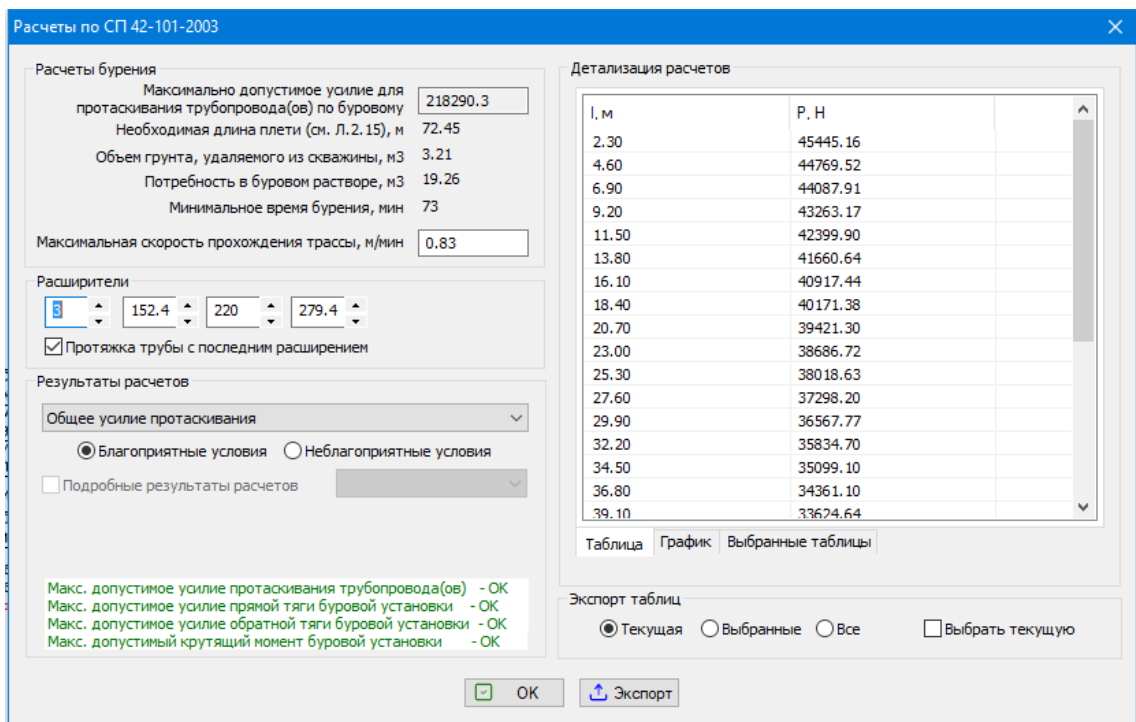 Расчеты по СП 42-101-2003
Расчеты бурения
Максимально допустимое усилие для
протаскивания трубопровода(ов) по буровому
218290.3
Необходимая длина плети (см. Л.2.15), м 72.45
Объем грунта, удаляемого из скважины, м3 3.21
Потребность в буровом растворе, м3 19.26
Минимальное время бурения, мин 73
Максимальная скорость прохождения трассы, м/мин 0.83
Расширители
3 152.4 220 279.4
Протяжка трубы с последним расширением
Результаты расчетов
Общее усилие протаскивания
Благоприятные условия Неблагоприятные условия
Подробные результаты расчетов
Макс. допустимое усилие протаскивания трубопровода(ов) - OK
Макс. допустимое усилие прямой тяги буровой установки - OK
Макс. допустимое усилие обратной тяги буровой установки - OK
Макс. допустимый крутящий момент буровой установки - OK
Детализация расчетов
l, м P, Н
2.30 45445.16
4.60 44769.52
6.90 44087.91
9.20 43263.17
11.50 42399.90
13.80 41660.64
16.10 40917.44
18.40 40171.38
20.70 39421.30
23.00 38686.72
25.30 38018.63
27.60 37298.20
29.90 36567.77
32.20 35834.70
34.50 35099.10
36.80 34361.10
39.10 33624.64
Таблица График Выбранные таблицы
Экспорт таблиц
Текущая Выбранные Все Выбрать текущую
OK Экспорт